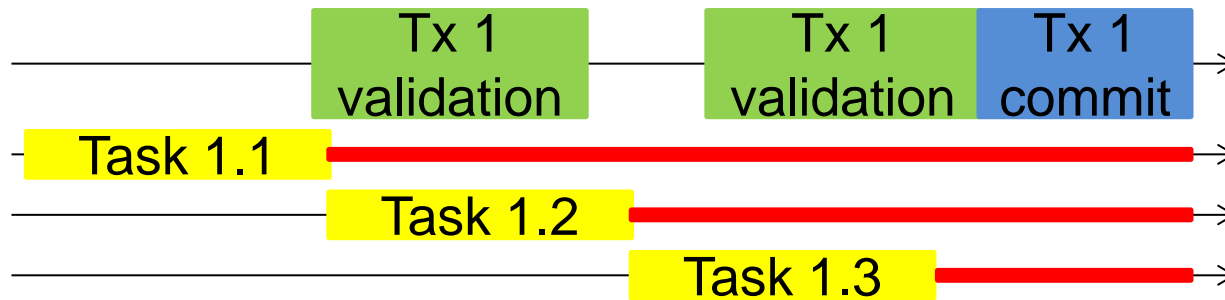 Tx 1
validation
Tx 1
validation
Tx 1
commit
Task 1.1
Task 1.2
Task 1.3